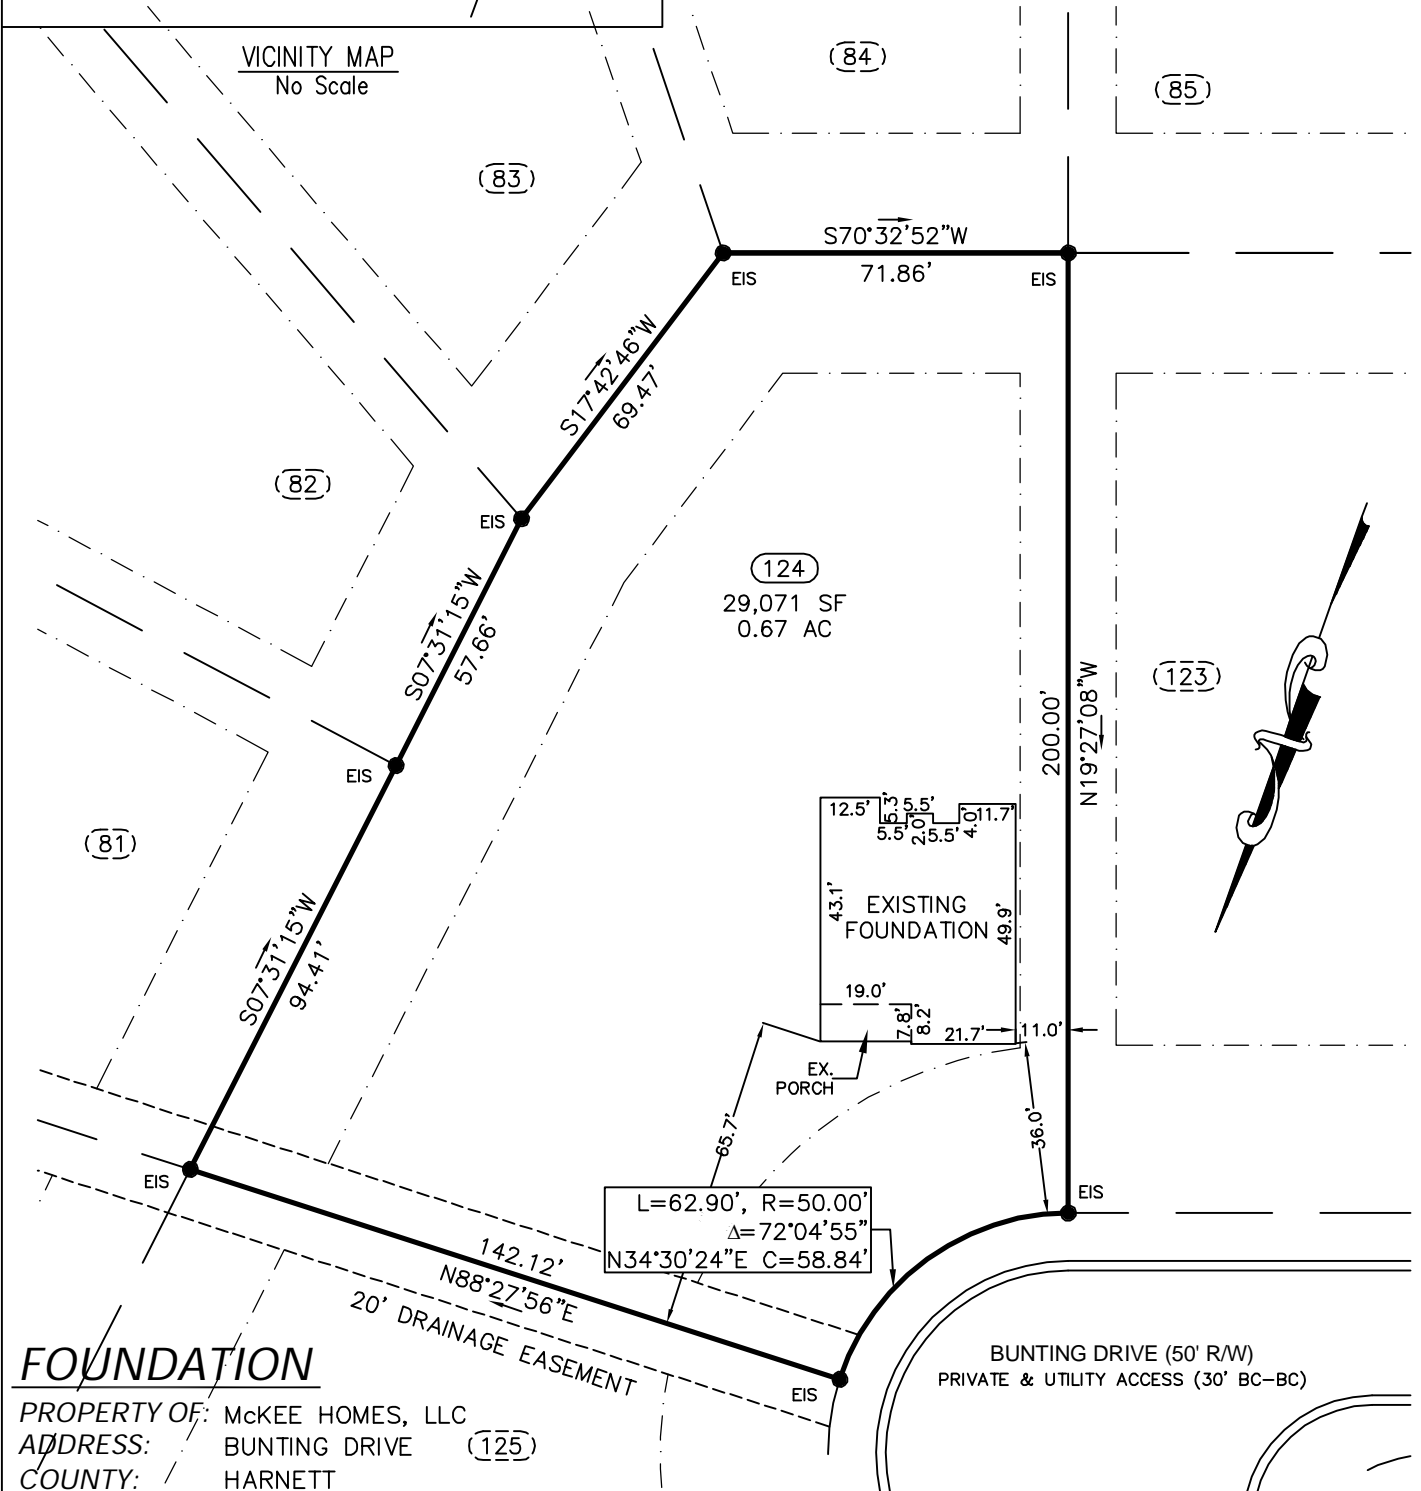 VICINITY MAP
No Scale
84
85
83
S70°32'52"W
71.86'
EIS
EIS
S17°42'46"W
69.47'
82
EIS
124
29,071 SF
0.67 AC
S07°31'15"W
57.66'
123
200.00'
N19°27'08"W
EIS
12.5'
5.3'
5.5'
5.5'
2.0'
5.5'
4.0'
11.7'
81
43.1'
EXISTING
FOUNDATION
49.9'
S07°31'15"W
94.41'
19.0'
7.8'
8.2'
21.7'
11.0'
EX.
PORCH
65.7'
36.0'
EIS
EIS
L=62.90', R=50.00'
Δ=72°04'55"
N34°30'24"E C=58.84'
142.12'
N88°27'56"E
20' DRAINAGE EASEMENT
EIS
BUNTING DRIVE (50' R/W)
PRIVATE & UTILITY ACCESS (30' BC-BC)
FOUNDATION
PROPERTY OF: McKEE HOMES, LLC
ADDRESS: BUNTING DRIVE
125
COUNTY: HARNETT